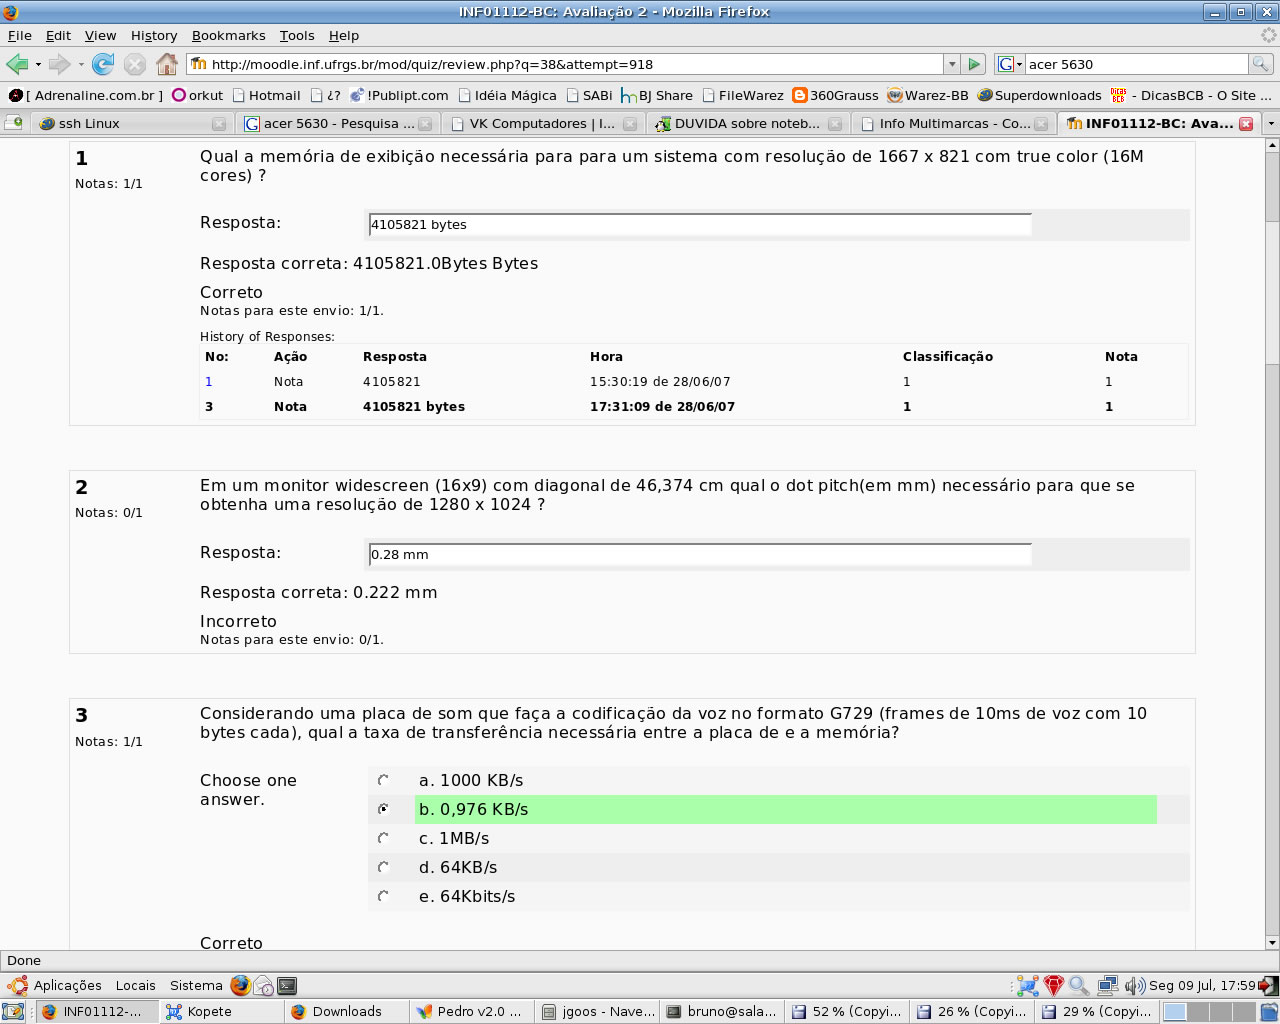 INF01112-BC: Avaliação 2 - Mozilla Firefox
File Edit View History Bookmarks Tools Help
http://moodle.inf.ufrgs.br/mod/quiz/review.php?q=38&attempt=918
G acer 5630
[ Adrenaline.com.br ] orkut Hotmail ¿? !Publipt.com Idéia Mágica SABi BJ Share FileWarez 360Grauss Warez-BB Superdownloads - DicasBCB - O Site ...
ssh Linux acer 5630 - Pesquisa ... VK Computadores | I... DUVIDA sobre noteb... Info Multimarcas - Co... INF01112-BC: Ava...
1
Notas: 1/1
Qual a memória de exibição necessária para para um sistema com resolução de 1667 x 821 com true color (16M
cores) ?
Resposta: 4105821 bytes
Resposta correta: 4105821.0Bytes Bytes
Correto
Notas para este envio: 1/1.
History of Responses:
No: Ação Resposta Hora Classificação Nota
1 Nota 4105821 15:30:19 de 28/06/07 1 1
3 Nota 4105821 bytes 17:31:09 de 28/06/07 1 1
2
Notas: 0/1
Em um monitor widescreen (16x9) com diagonal de 46,374 cm qual o dot pitch(em mm) necessário para que se
obtenha uma resolução de 1280 x 1024 ?
Resposta: 0.28 mm
Resposta correta: 0.222 mm
Incorreto
Notas para este envio: 0/1.
3
Notas: 1/1
Considerando uma placa de som que faça a codificação da voz no formato G729 (frames de 10ms de voz com 10
bytes cada), qual a taxa de transferência necessária entre a placa de e a memória?
Choose one
answer.
a. 1000 KB/s
b. 0,976 KB/s
c. 1MB/s
d. 64KB/s
e. 64Kbits/s
Correto
Done
Aplicações Locais Sistema Seg 09 Jul, 17:59
INF01112-... Kopete Downloads Pedro v2.0 ... jgoos - Nave... bruno@sala... 52 % (Copyi... 26 % (Copyi... 29 % (Copyi...